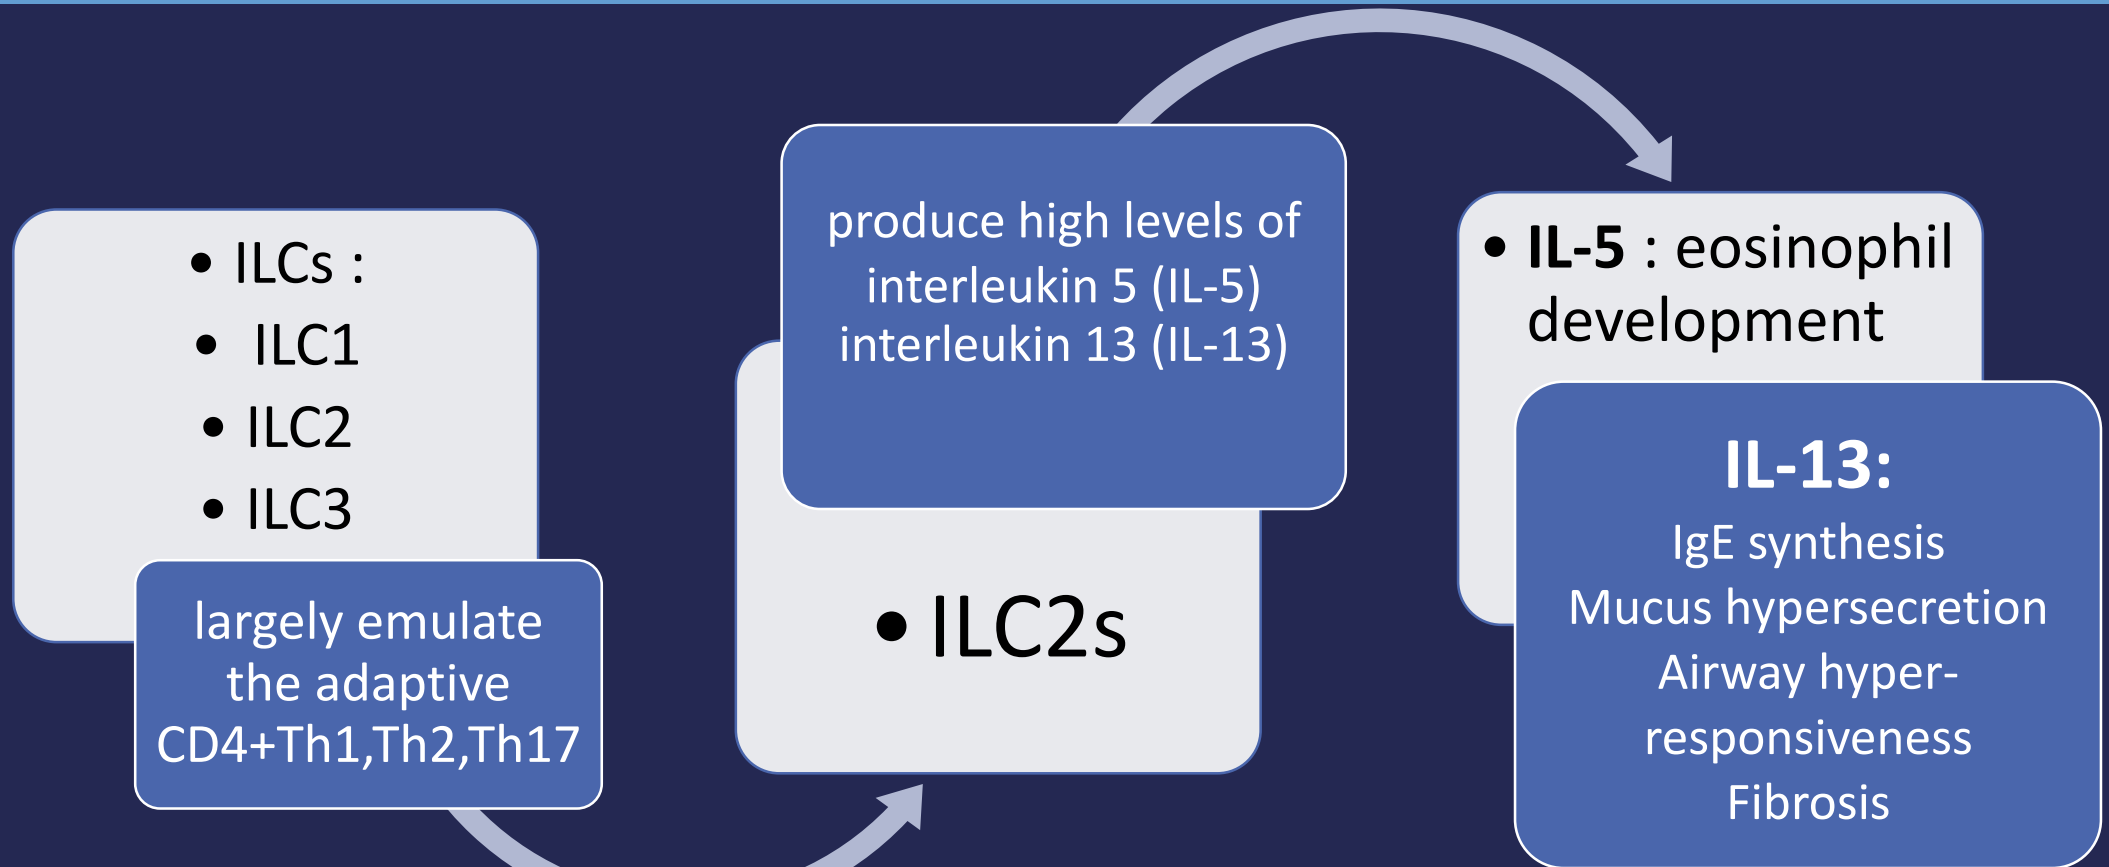 • ILCs :
• ILC1
• ILC2
• ILC3
largely emulate
the adaptive
CD4+Th1,Th2,Th17
produce high levels of
interleukin 5 (IL-5)
interleukin 13 (IL-13)
• ILC2s
• IL-5 : eosinophil
development
IL-13:
IgE synthesis
Mucus hypersecretion
Airway hyper-
responsiveness
Fibrosis